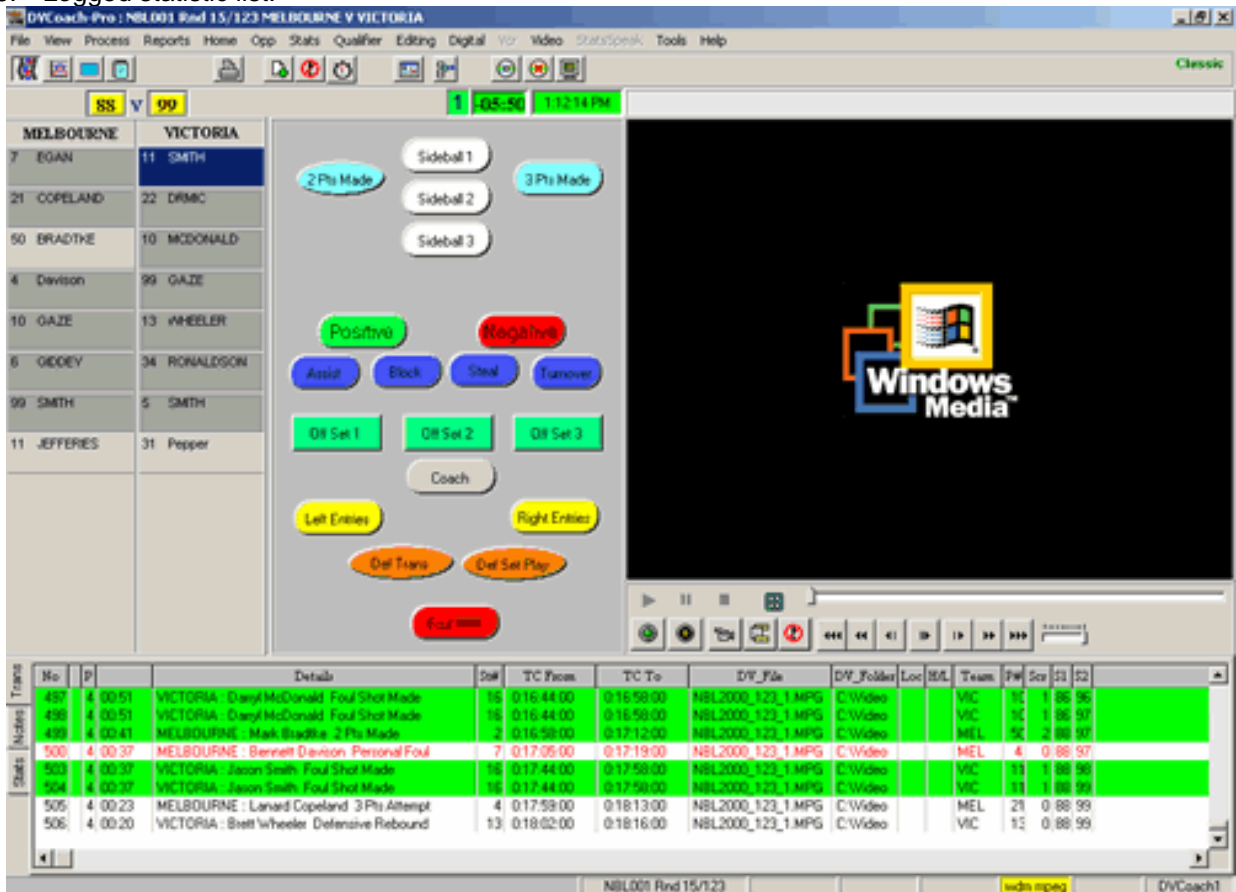 Logged statistic list.
DVCoach-Pro : NBL001 Rnd 15/123 MELBOURNE V VICTORIA
File View Process Reports Home Opp Stats Qualifier Editing Digital Vcr Video StatsSpeak Tools Help
Classic
88 V 99 1 -05:50 1:12:14 PM
MELBOURNE VICTORIA
7 EGAN 11 SMITH
21 COPELAND 22 DRMIC
50 BRADTKE 10 MCDONALD
4 Davison 99 GAZE
10 GAZE 13 WHEELER
6 GIDDEY 34 RONALDSON
99 SMITH 5 SMITH
11 JEFFERIES 31 Pepper
Sideball 1
2 Pts Made 3 Pts Made
Sideball 2
Sideball 3
Positive Negative
Assist Block Steal Turnover
Off Set 1 Off Set 2 Off Set 3
Coach
Left Entries Right Entries
Def Trans Def Set Play
Foul
Windows
Media™
Trans
Notes
Stats
No P Details St# TC From TC To DV_File DV_Folder Loc H/L Team P# Scr S1 S2
497 4 00:51 VICTORIA : Darryl McDonald Foul Shot Made 16 0:16:44:00 0:16:58:00 NBL2000_123_1.MPG C:\Video VIC 10 1 86 96
498 4 00:51 VICTORIA : Darryl McDonald Foul Shot Made 16 0:16:44:00 0:16:58:00 NBL2000_123_1.MPG C:\Video VIC 10 1 86 97
499 4 00:41 MELBOURNE : Mark Bradtke 2 Pts Made 2 0:16:58:00 0:17:12:00 NBL2000_123_1.MPG C:\Video MEL 50 2 88 97
500 4 00:37 MELBOURNE : Bennett Davison Personal Foul 7 0:17:05:00 0:17:19:00 NBL2000_123_1.MPG C:\Video MEL 4 0 88 97
503 4 00:37 VICTORIA : Jason Smith Foul Shot Made 16 0:17:44:00 0:17:58:00 NBL2000_123_1.MPG C:\Video VIC 11 1 88 98
504 4 00:37 VICTORIA : Jason Smith Foul Shot Made 16 0:17:44:00 0:17:58:00 NBL2000_123_1.MPG C:\Video VIC 11 1 88 99
505 4 00:23 MELBOURNE : Lanard Copeland 3 Pts Attempt 4 0:17:59:00 0:18:13:00 NBL2000_123_1.MPG C:\Video MEL 21 0 88 99
506 4 00:20 VICTORIA : Brett Wheeler Defensive Rebound 13 0:18:02:00 0:18:16:00 NBL2000_123_1.MPG C:\Video VIC 13 0 88 99
NBL001 Rnd 15/123 wdm mpeg DVCoach1